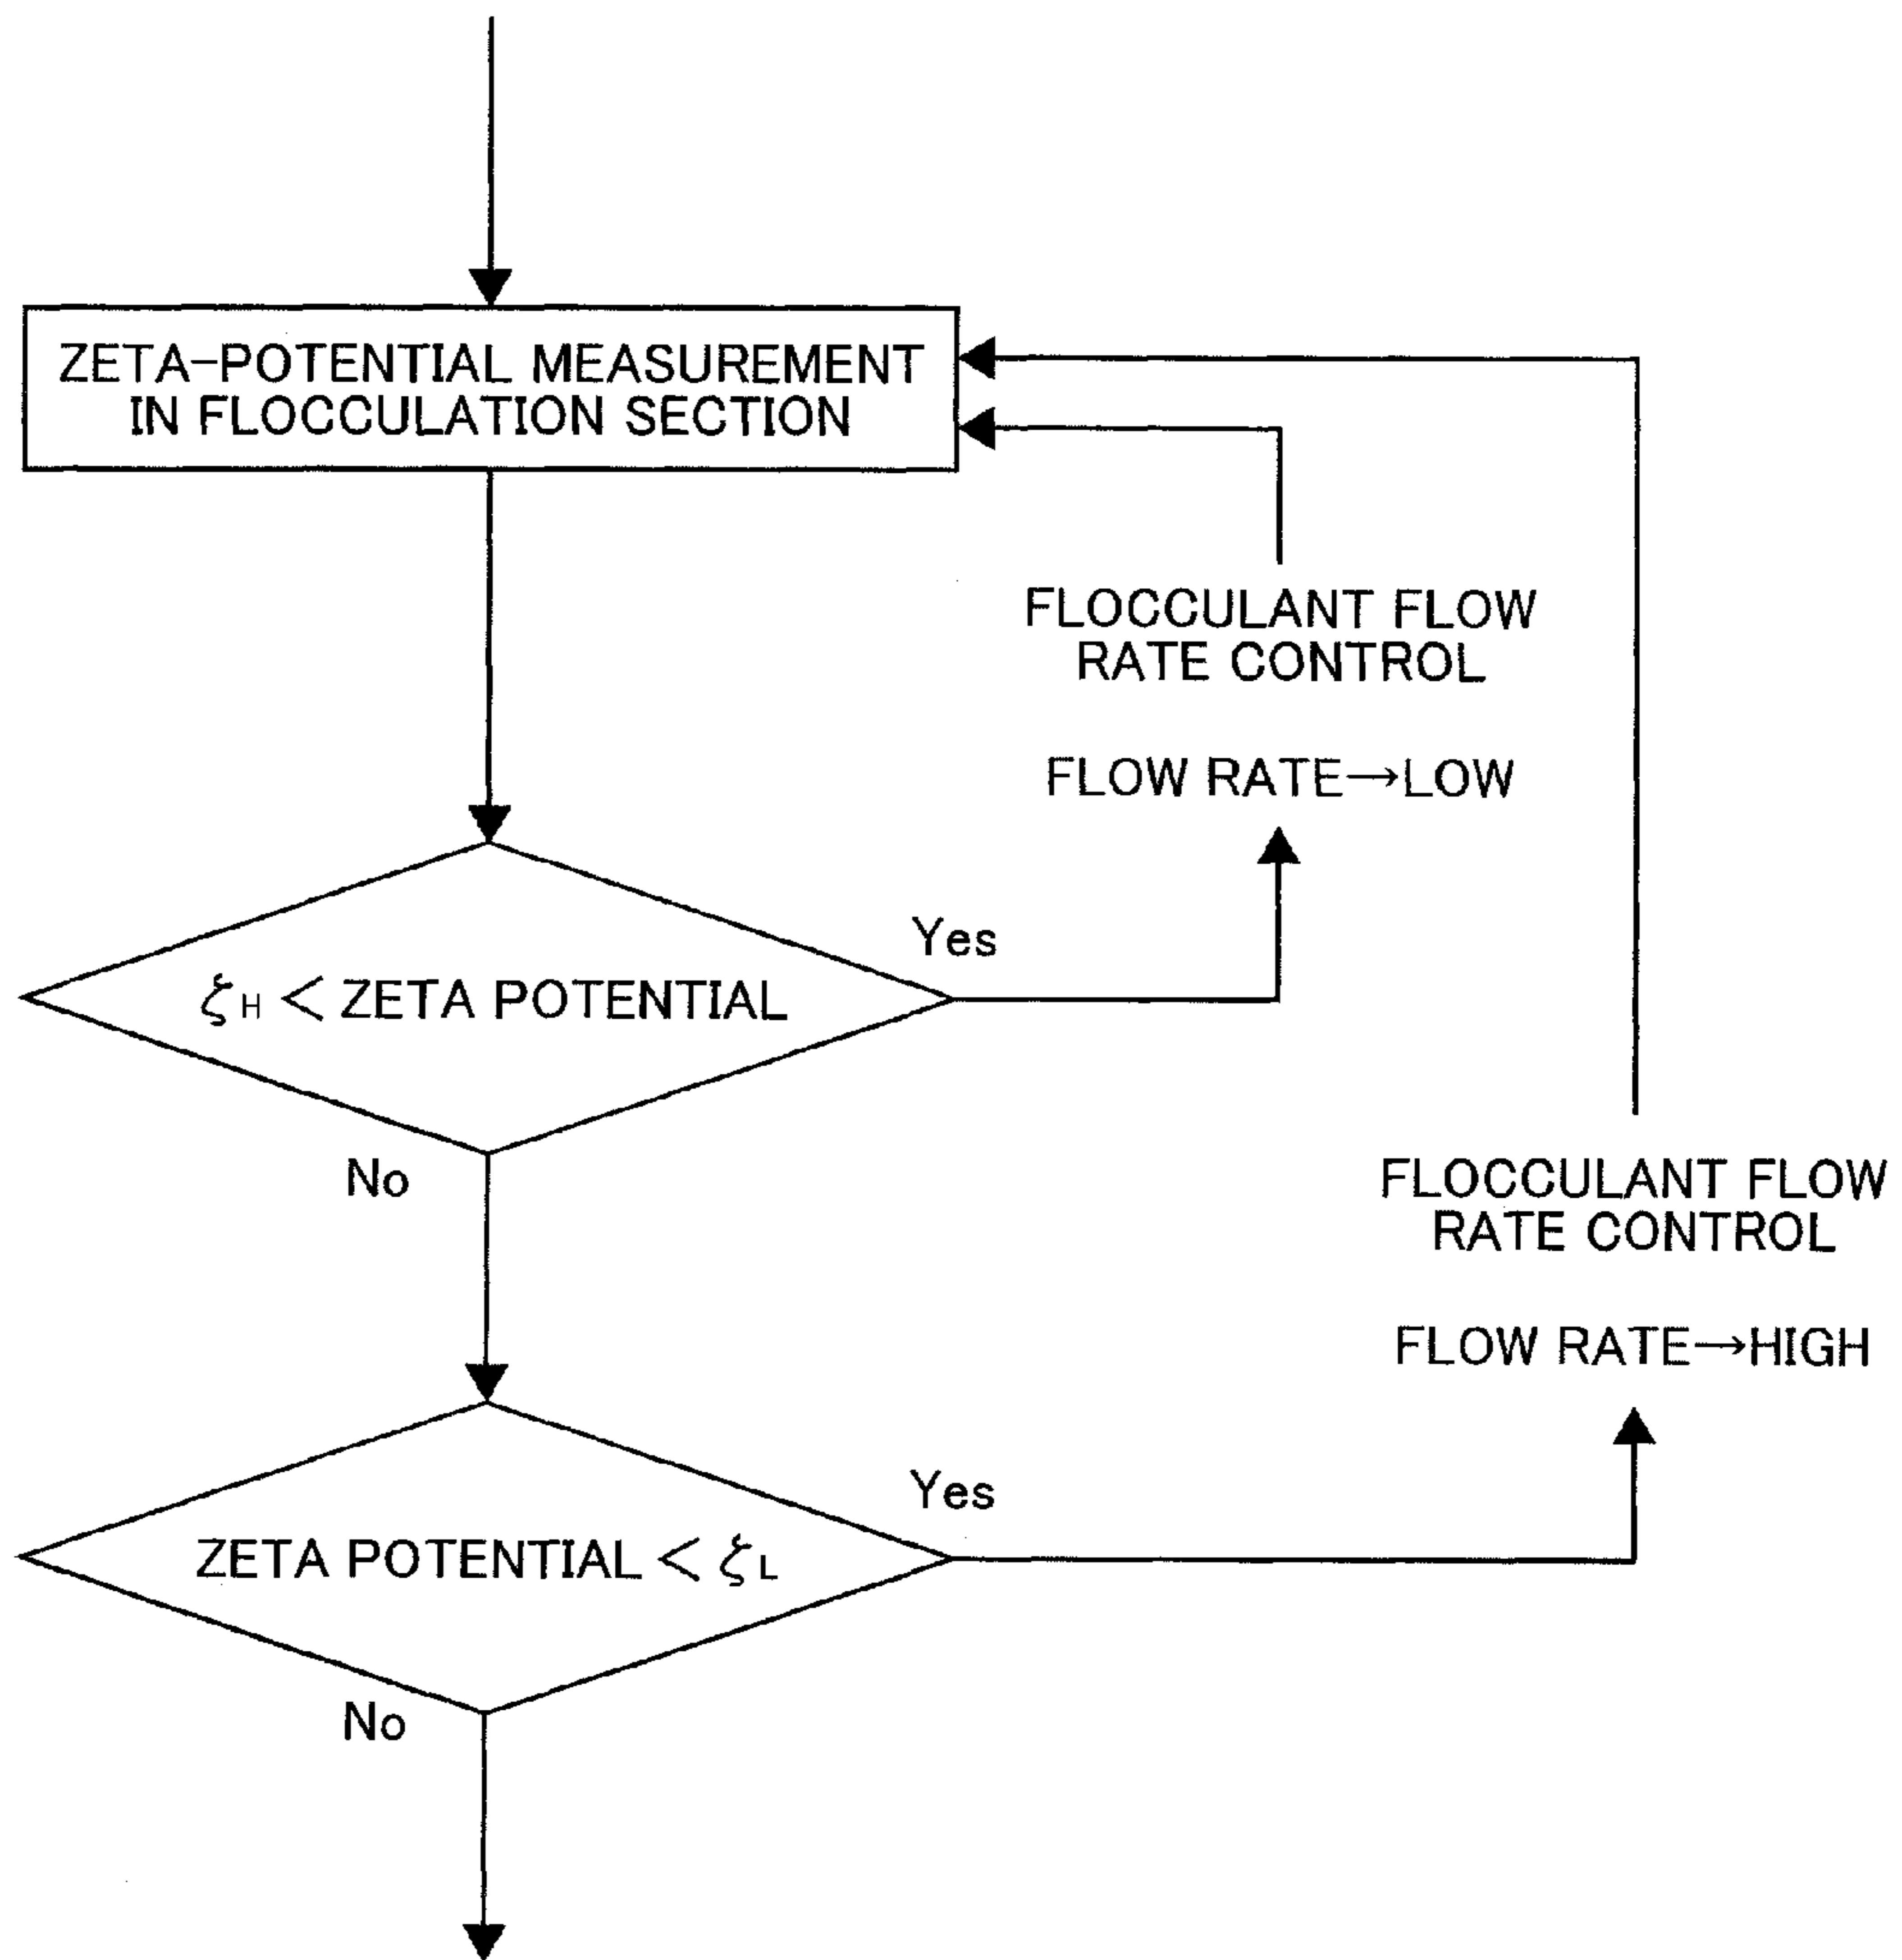 ZETA-POTENTIAL MEASUREMENT
IN FLOCCULATION SECTION
FLOCCULANT FLOW
RATE CONTROL
FLOW RATE→LOW
Yes
ζH < ZETA POTENTIAL
No
FLOCCULANT FLOW
RATE CONTROL
FLOW RATE→HIGH
Yes
ZETA POTENTIAL < ζL
No